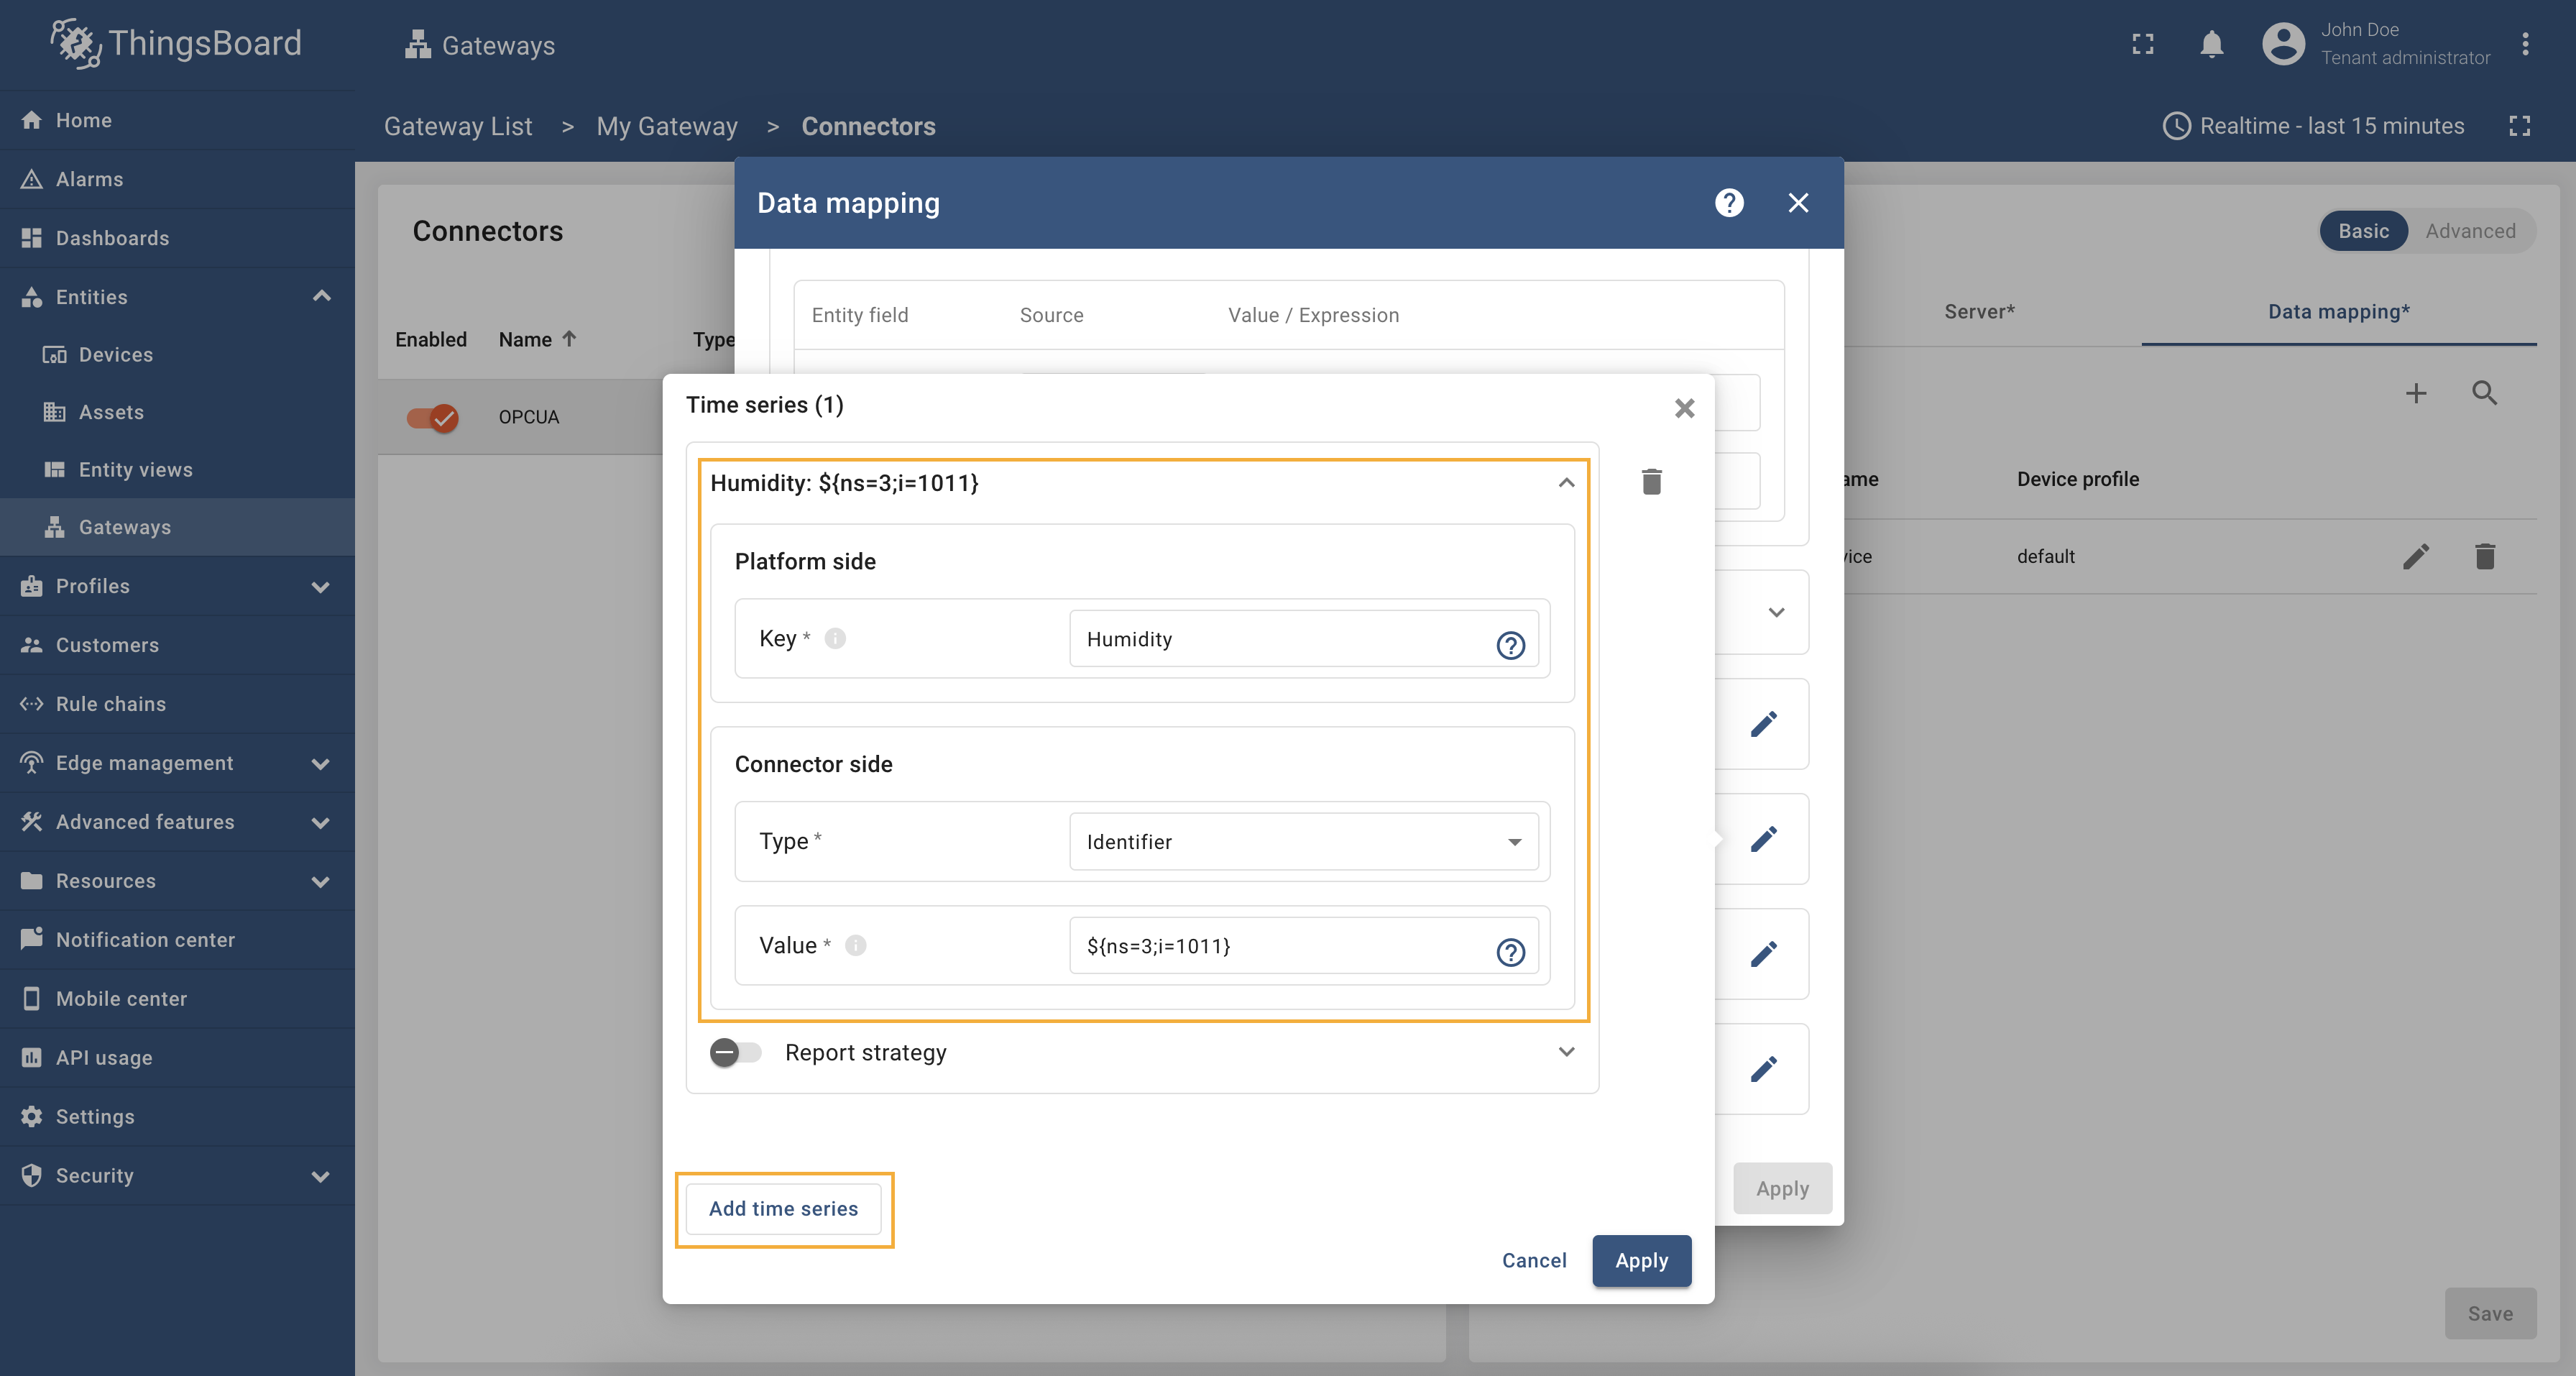 ThingsBoard
Gateways
John Doe
Tenant administrator
Home
Alarms
Dashboards
Entities
Devices
Assets
Entity views
Gateways
Profiles
Customers
Rule chains
Edge management
Advanced features
Resources
Notification center
Mobile center
API usage
Settings
Security
Gateway List > My Gateway > Connectors
Realtime - last 15 minutes
Connectors
Enabled Name Type
OPCUA
Basic Advanced
Server* Data mapping*
ame Device profile
vice default
Save
Data mapping
Entity field Source Value / Expression
Apply
Time series (1)
Humidity: ${ns=3;i=1011}
Platform side
Key * Humidity
Connector side
Type * Identifier
Value * ${ns=3;i=1011}
Report strategy
Add time series
Cancel Apply